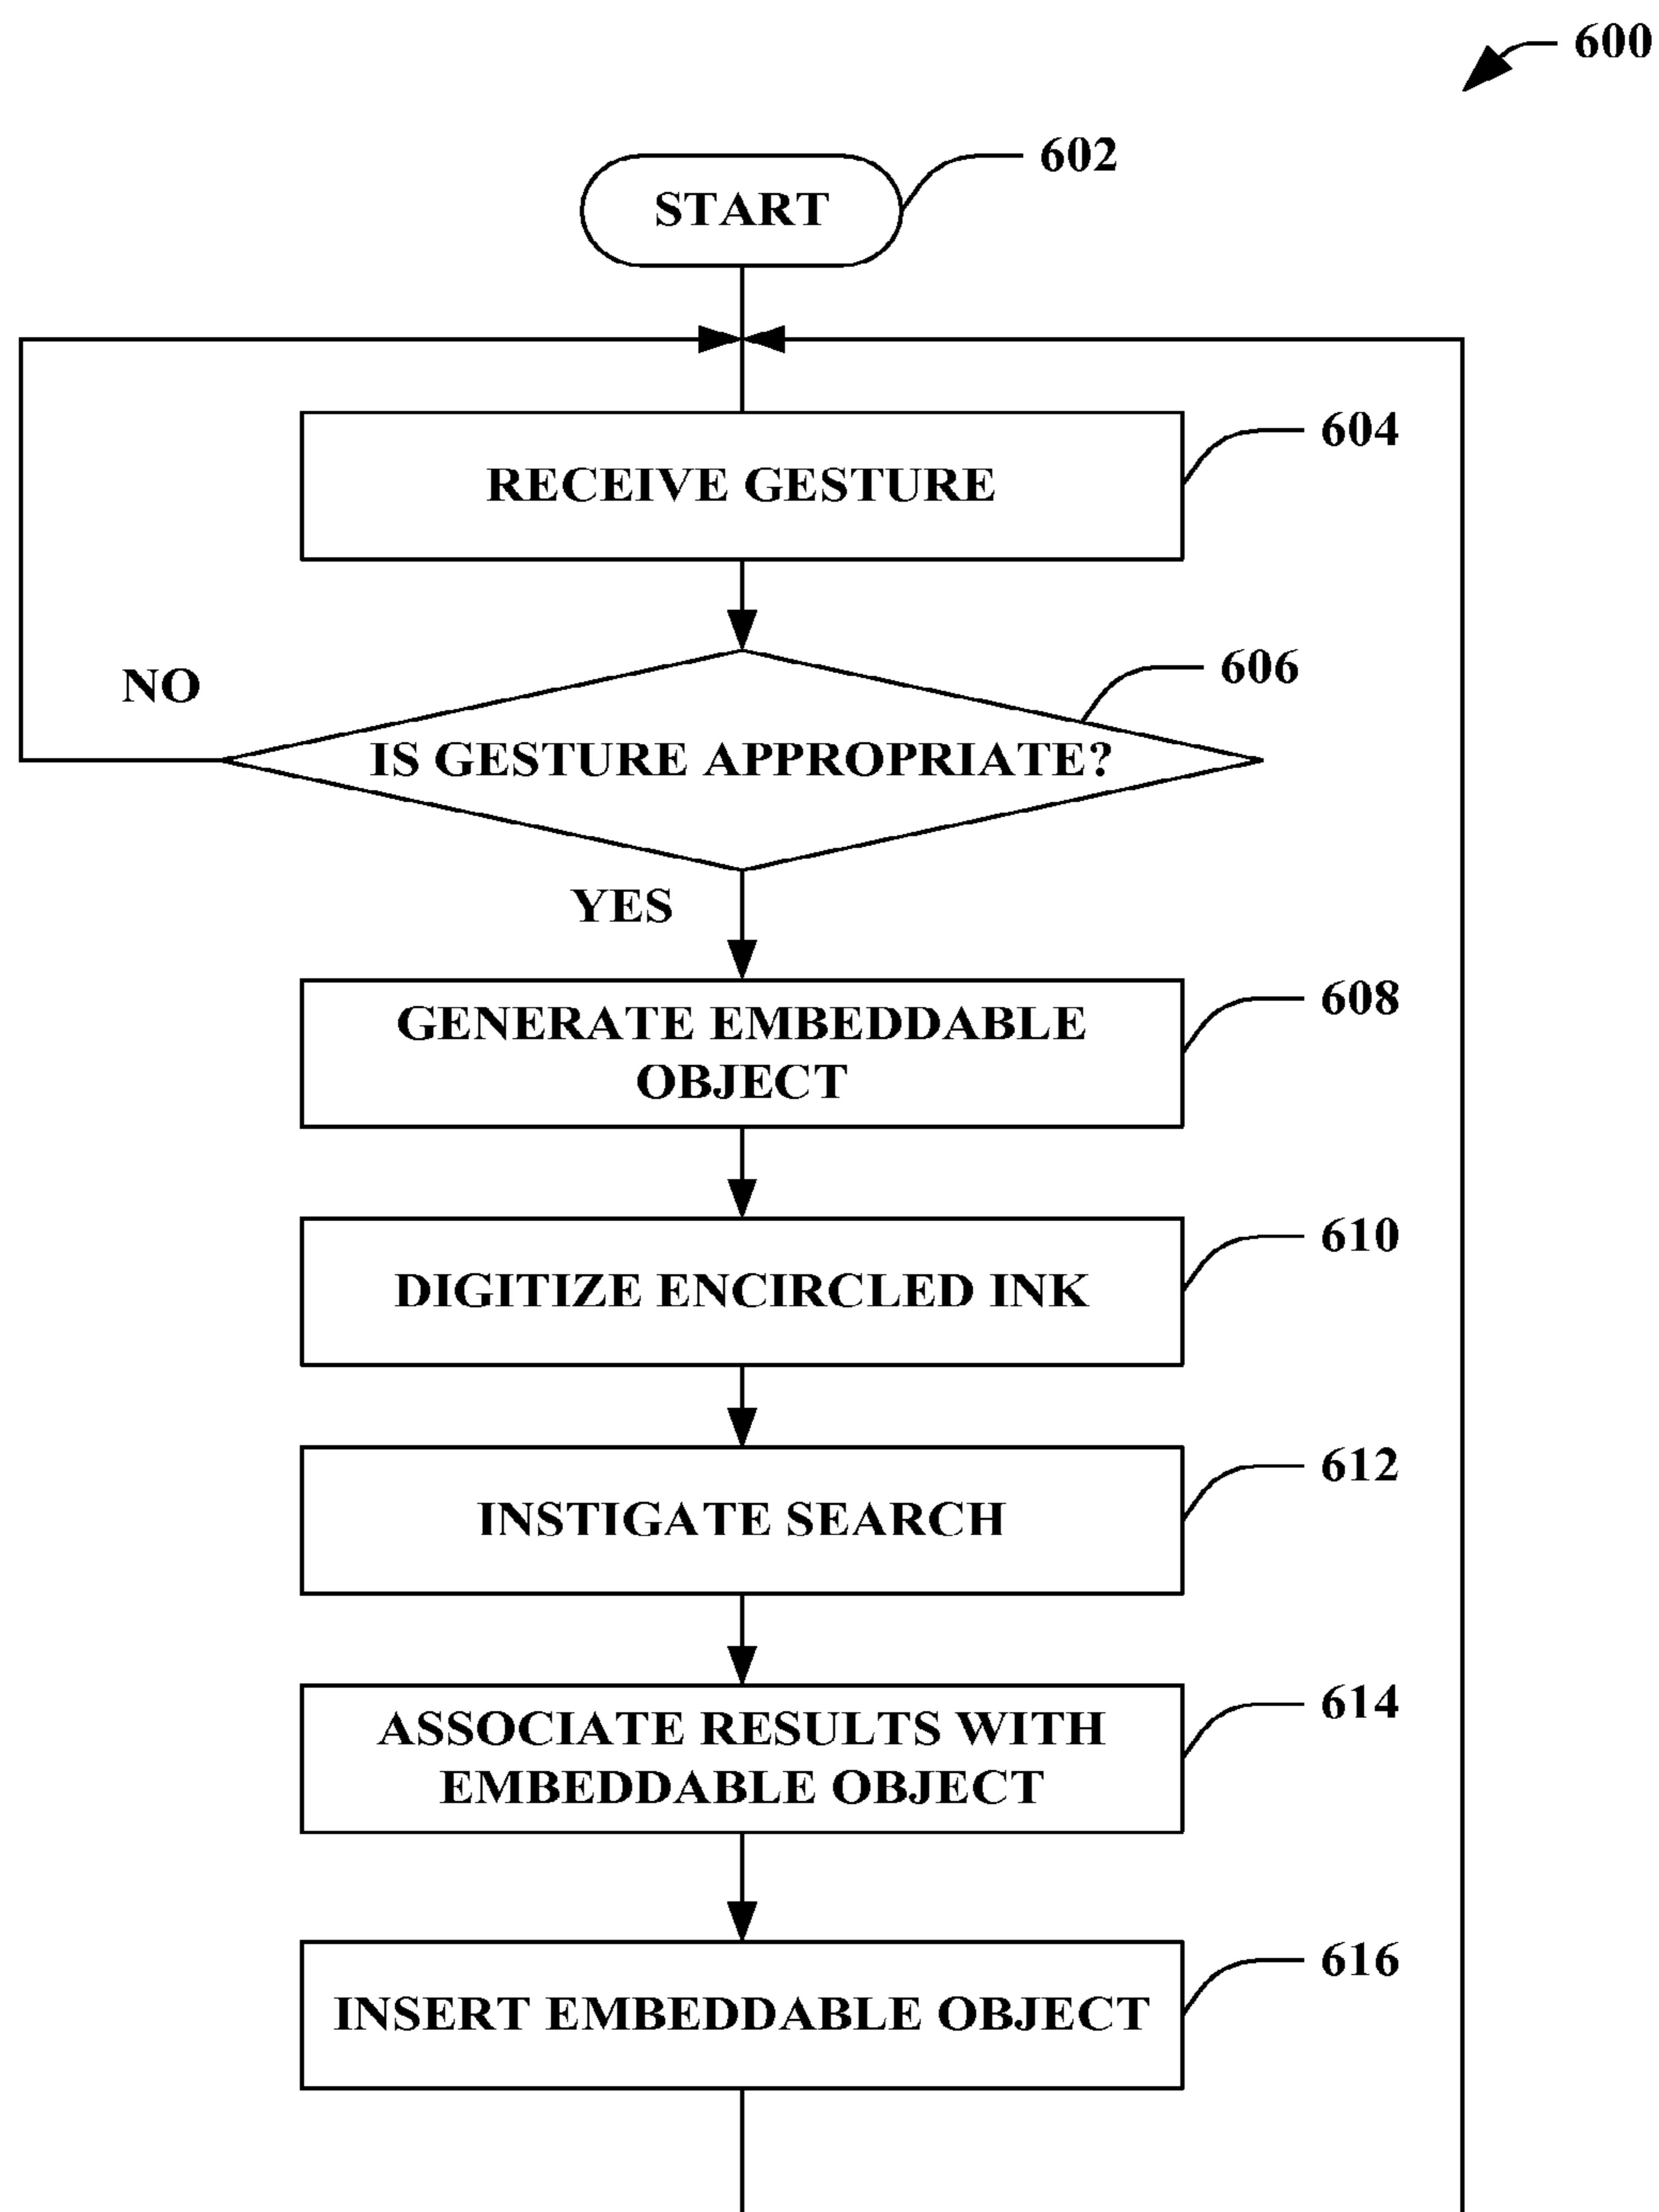 600
602
START
604
RECEIVE GESTURE
606
NO
IS GESTURE APPROPRIATE?
YES
608
GENERATE EMBEDDABLE
OBJECT
610
DIGITIZE ENCIRCLED INK
612
INSTIGATE SEARCH
614
ASSOCIATE RESULTS WITH
EMBEDDABLE OBJECT
616
INSERT EMBEDDABLE OBJECT